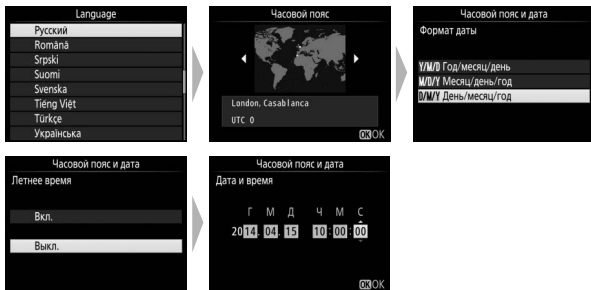 Language
Русский
Română
Srpski
Suomi
Svenska
Tiếng Việt
Türkçe
Українська
Часовой пояс
London, Casablanca
UTC 0
OK OK
Часовой пояс и дата
Формат даты
Y/M/D Год/месяц/день
M/D/Y Месяц/день/год
D/M/Y День/месяц/год
Часовой пояс и дата
Летнее время
Вкл.
Выкл.
Часовой пояс и дата
Дата и время
Г М Д Ч М С
2014. 04. 15 10:00:00
OK OK